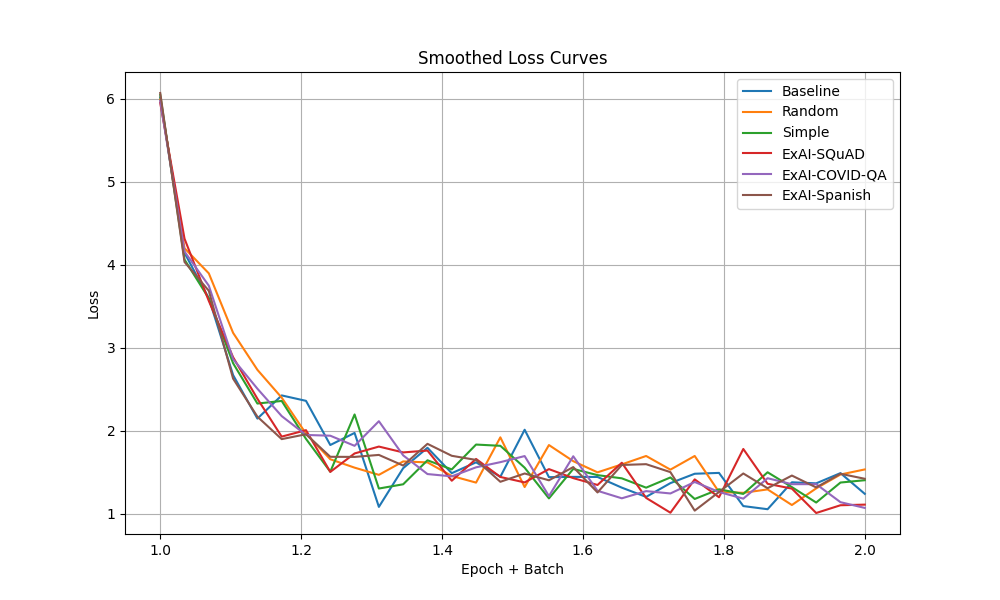 Smoothed Loss Curves
Baseline
Random
Simple
ExAI-SQuAD
ExAI-COVID-QA
ExAI-Spanish
Loss
6
5
4
3
2
1
1.0 1.2 1.4 1.6 1.8 2.0
Epoch + Batch